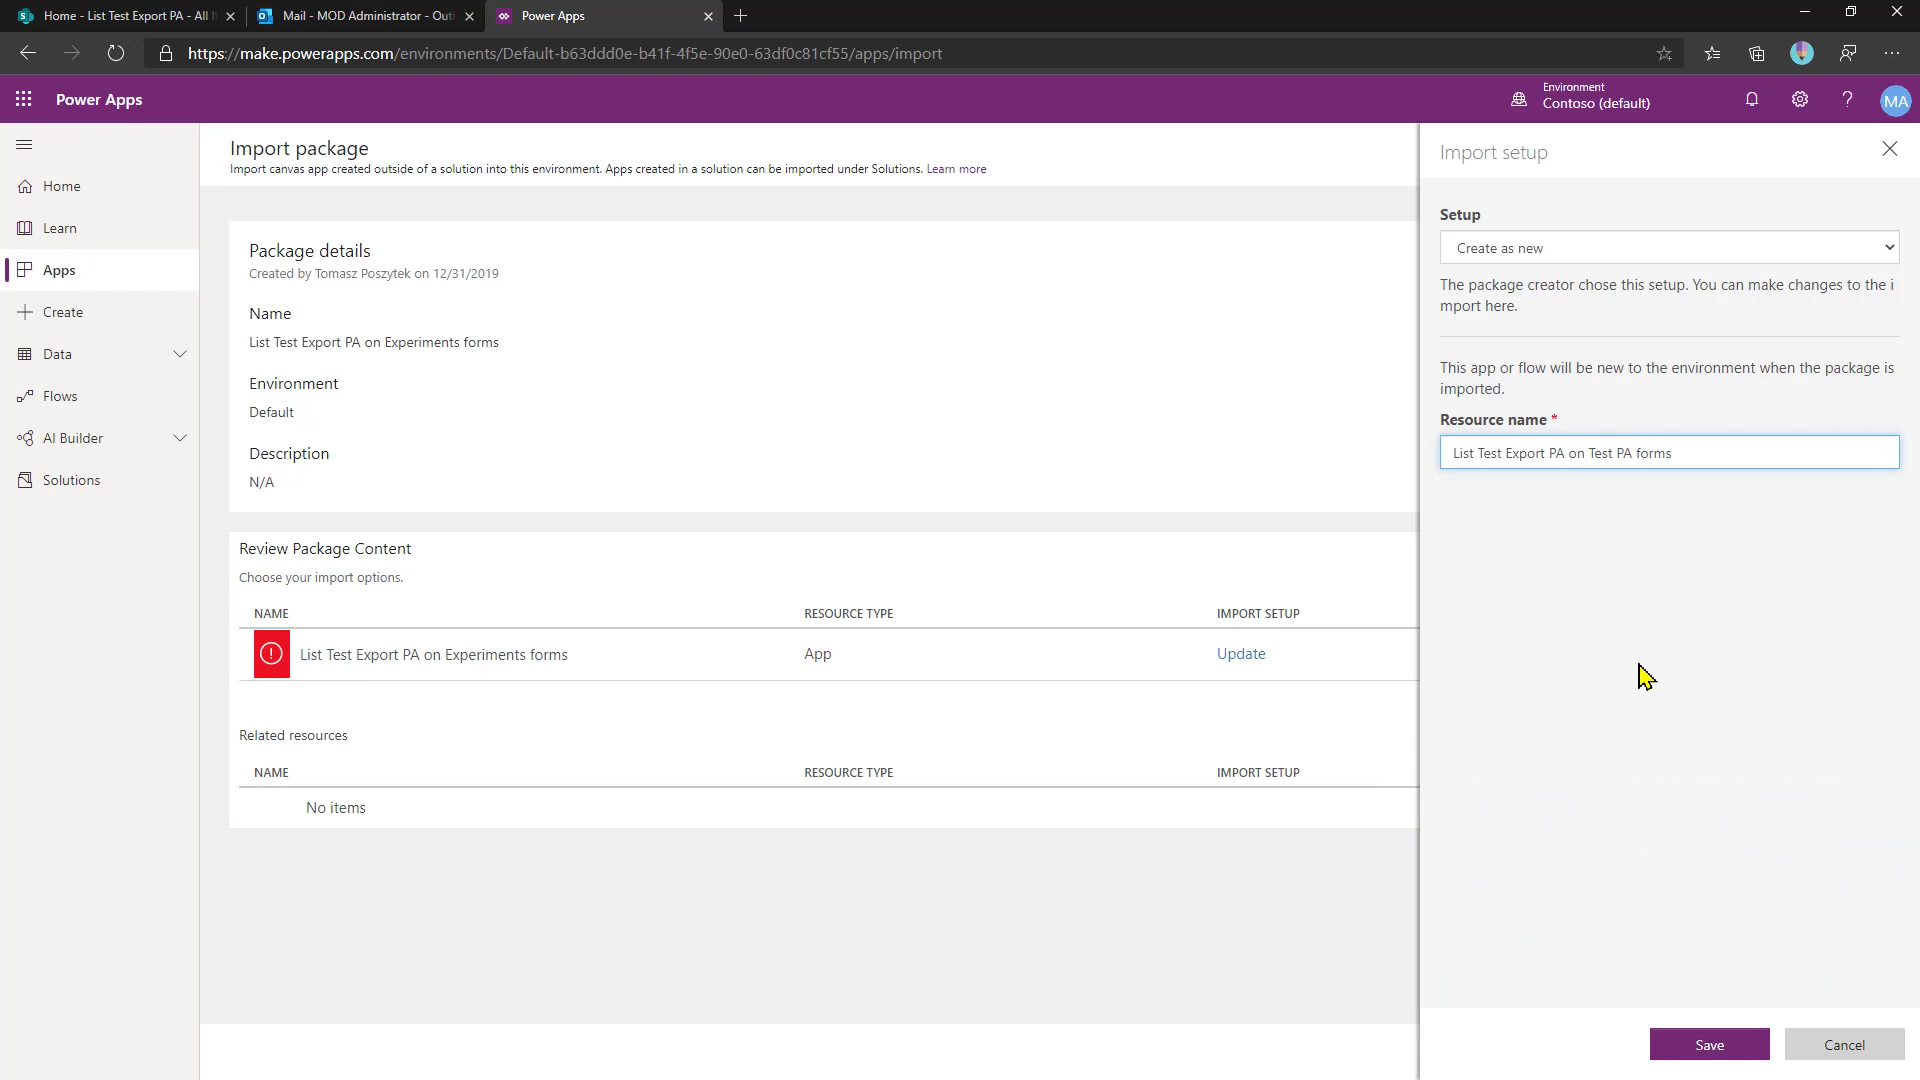 Home - List Test Export PA - All
Mail - MOD Administrator - Out
Power Apps
https://make.powerapps.com/environments/Default-b63ddd0e-b41f-4f5e-90e0-63df0c81cf55/apps/import
Power Apps
Environment
Contoso (default)
MA
Home
Learn
Apps
Create
Data
Flows
AI Builder
Solutions
Import package
Import canvas app created outside of a solution into this environment. Apps created in a solution can be imported under Solutions. Learn more
Package details
Created by Tomasz Poszytek on 12/31/2019
Name
List Test Export PA on Experiments forms
Environment
Default
Description
N/A
Review Package Content
Choose your import options.
NAME RESOURCE TYPE IMPORT SETUP
List Test Export PA on Experiments forms App Update
Related resources
NAME RESOURCE TYPE IMPORT SETUP
No items
Import setup
Setup
Create as new
The package creator chose this setup. You can make changes to the i
mport here.
This app or flow will be new to the environment when the package is
imported.
Resource name *
List Test Export PA on Test PA forms
Save Cancel